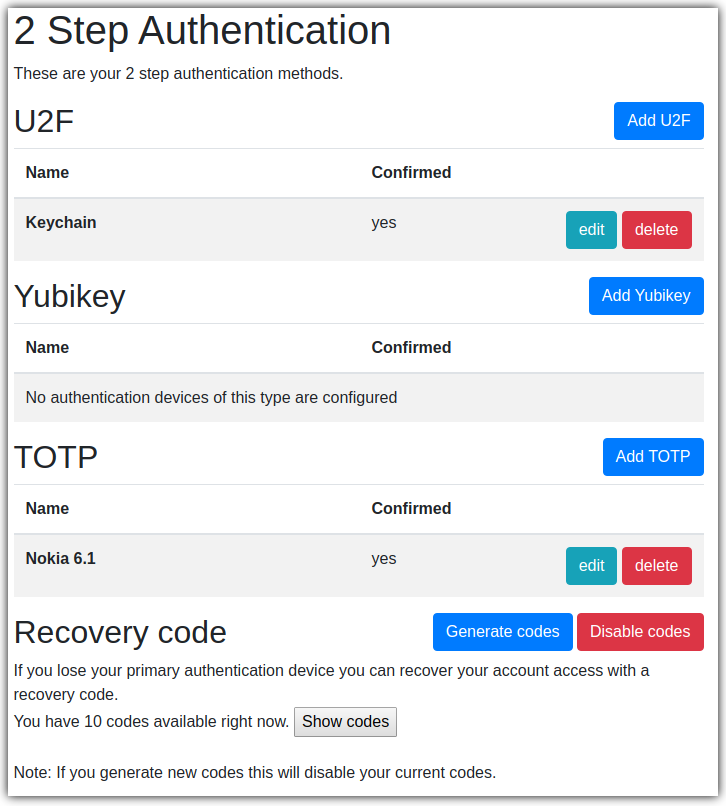 2 Step Authentication
These are your 2 step authentication methods.
U2F Add U2F
Name Confirmed
Keychain yes edit delete
Yubikey Add Yubikey
Name Confirmed
No authentication devices of this type are configured
TOTP Add TOTP
Name Confirmed
Nokia 6.1 yes edit delete
Recovery code Generate codes Disable codes
If you lose your primary authentication device you can recover your account access with a
recovery code.
You have 10 codes available right now. Show codes
Note: If you generate new codes this will disable your current codes.